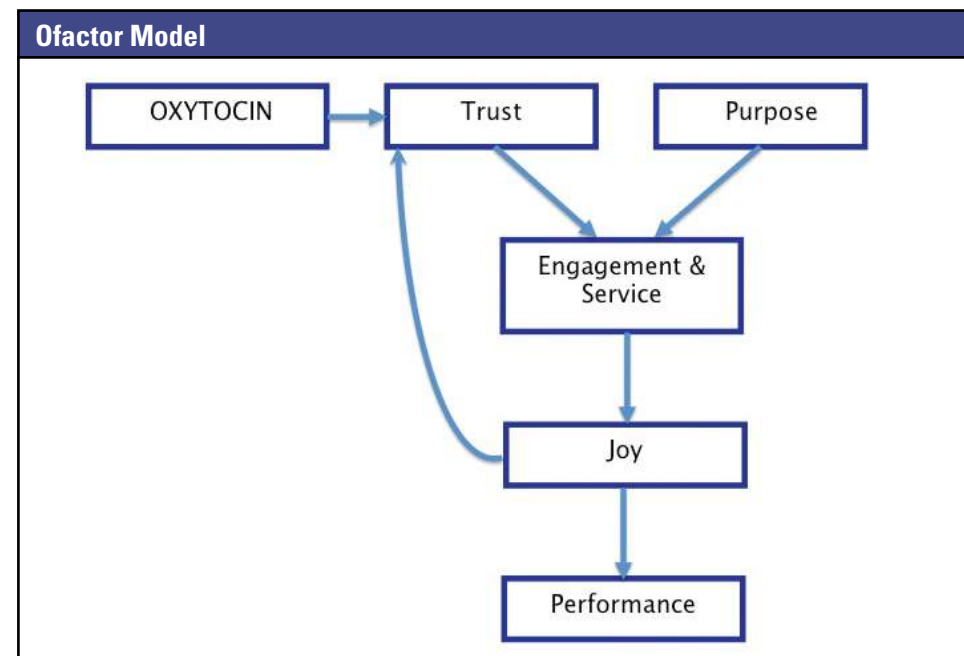 Ofactor Model
OXYTOCIN
Trust
Purpose
Engagement &
Service
Joy
Performance